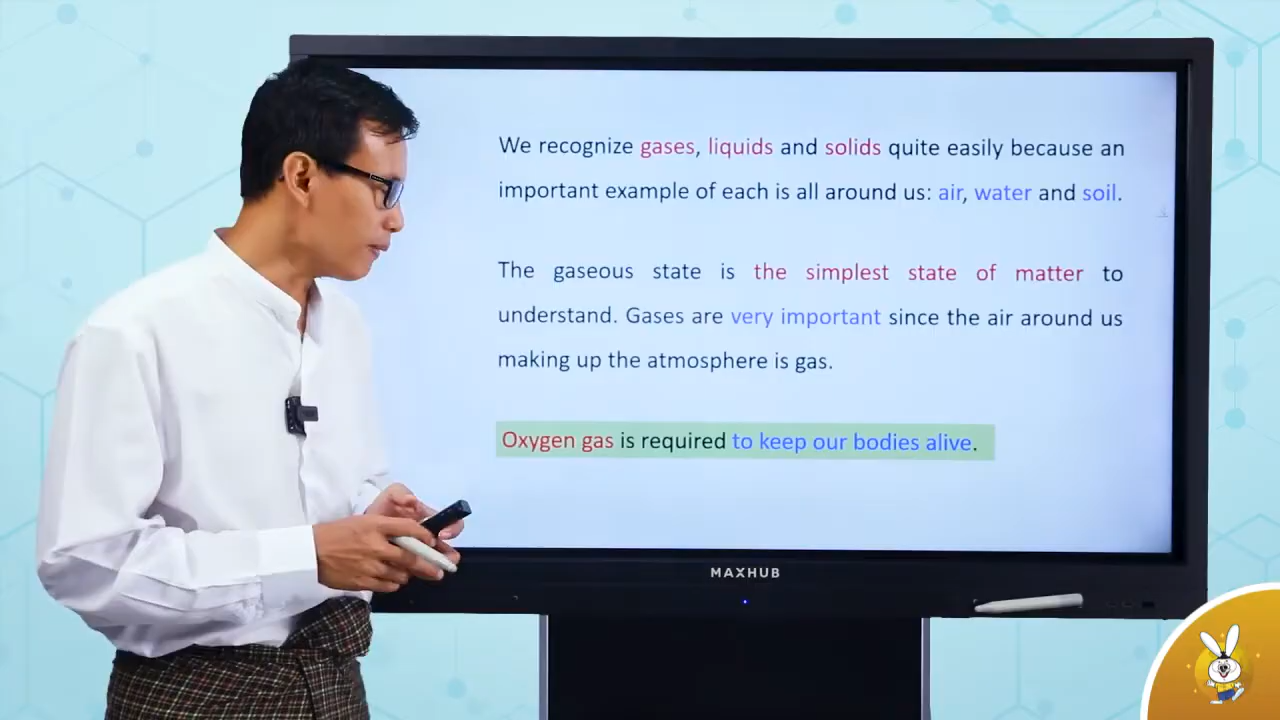 We recognize gases, liquids and solids quite easily because an
important example of each is all around us: air, water and soil.
The gaseous state is the simplest state of matter to
understand. Gases are very important since the air around us
making up the atmosphere is gas.
Oxygen gas is required to keep our bodies alive.
MAXHUB